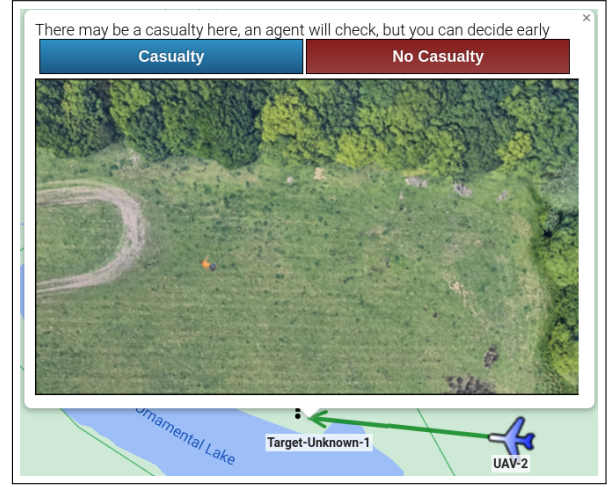 There may be a casualty here, an agent will check, but you can decide early
×
Casualty
No Casualty
Ornamental Lake
Target-Unknown-1
UAV-2